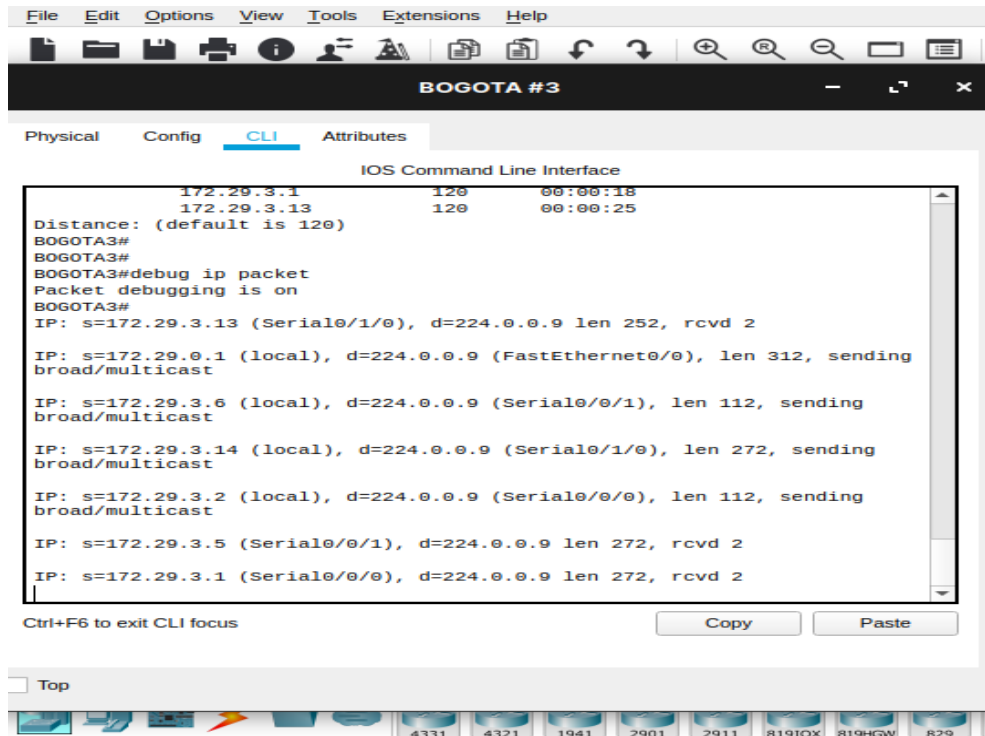 File Edit Options View Tools Extensions Help
BOGOTA #3
Physical Config CLI Attributes
IOS Command Line Interface
172.29.3.1 120 00:00:18
172.29.3.13 120 00:00:25
Distance: (default is 120)
BOGOTA3#
BOGOTA3#
BOGOTA3#debug ip packet
Packet debugging is on
BOGOTA3#
IP: s=172.29.3.13 (Serial0/1/0), d=224.0.0.9 len 252, rcvd 2
IP: s=172.29.0.1 (local), d=224.0.0.9 (FastEthernet0/0), len 312, sending
broad/multicast
IP: s=172.29.3.6 (local), d=224.0.0.9 (Serial0/0/1), len 112, sending
broad/multicast
IP: s=172.29.3.14 (local), d=224.0.0.9 (Serial0/1/0), len 272, sending
broad/multicast
IP: s=172.29.3.2 (local), d=224.0.0.9 (Serial0/0/0), len 112, sending
broad/multicast
IP: s=172.29.3.5 (Serial0/0/1), d=224.0.0.9 len 272, rcvd 2
IP: s=172.29.3.1 (Serial0/0/0), d=224.0.0.9 len 272, rcvd 2
Ctrl+F6 to exit CLI focus Copy Paste
Top
4331 4321 1941 2901 2911 819IOX 819HGW 829